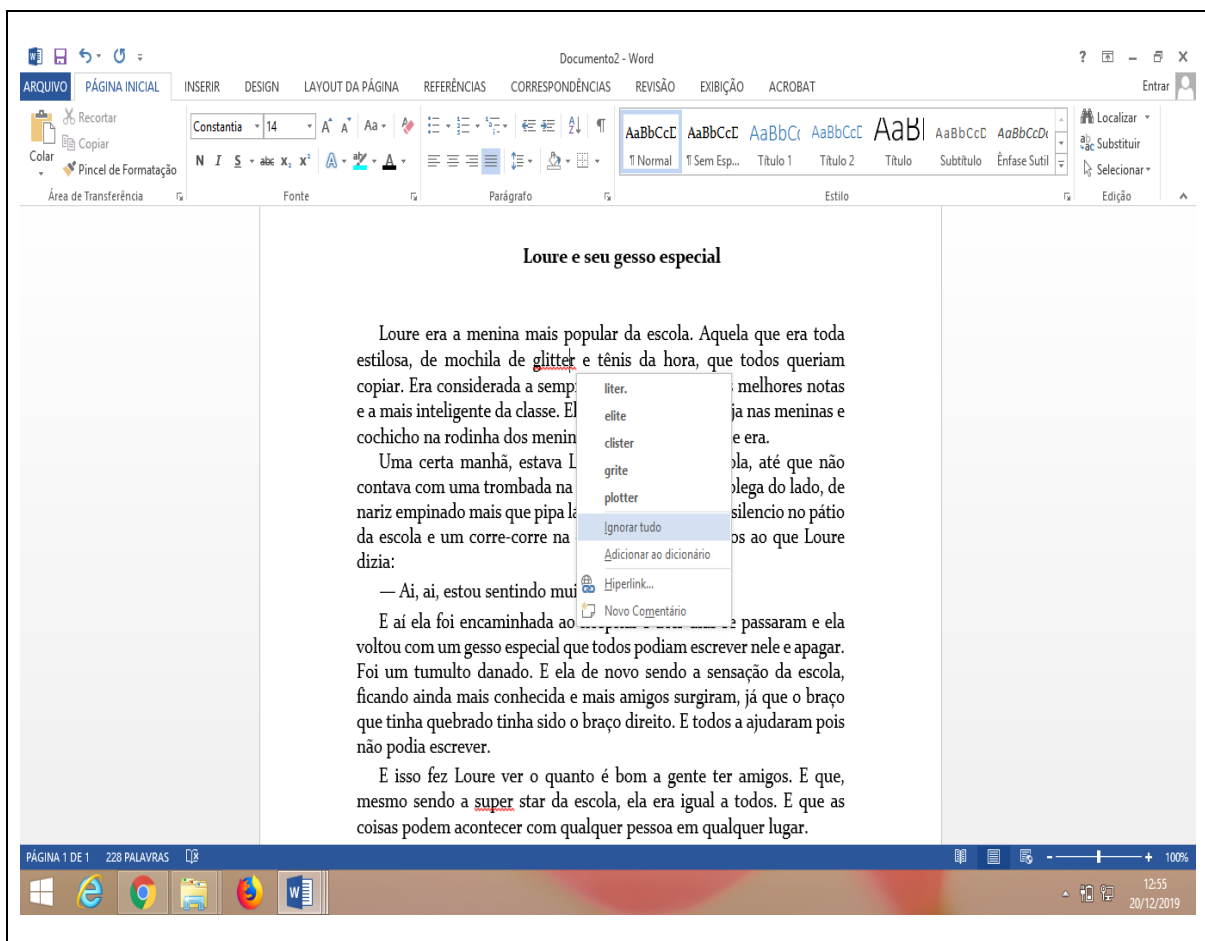 Documento2 - Word
ARQUIVO PÁGINA INICIAL INSERIR DESIGN LAYOUT DA PÁGINA REFERÊNCIAS CORRESPONDÊNCIAS REVISÃO EXIBIÇÃO ACROBAT Entrar
Colar
Recortar
Copiar
Pincel de Formatação
Área de Transferência
Constantia 14
N I S abc X₂ X²
Fonte
Parágrafo
AaBbCcD AaBbCcD AaBbCc AaBbCcD AaBl AaBbCcD AaBbCcDc
¶ Normal ¶ Sem Esp... Título 1 Título 2 Título Subtítulo Ênfase Sutil
Estilo
Localizar
Substituir
Selecionar
Edição
Loure e seu gesso especial
Loure era a menina mais popular da escola. Aquela que era toda
estilosa, de mochila de glitter e tênis da hora, que todos queriam
copiar. Era considerada a semp melhores notas
e a mais inteligente da classe. El ja nas meninas e
cochicho na rodinha dos menin e era.
Uma certa manhã, estava L ola, até que não
contava com uma trombada na olega do lado, de
nariz empinado mais que pipa la silencio no pátio
da escola e um corre-corre na os ao que Loure
dizia:
— Ai, ai, estou sentindo mui
E aí ela foi encaminhada ao passaram e ela
voltou com um gesso especial que todos podiam escrever nele e apagar.
Foi um tumulto danado. E ela de novo sendo a sensação da escola,
ficando ainda mais conhecida e mais amigos surgiram, já que o braço
que tinha quebrado tinha sido o braço direito. E todos a ajudaram pois
não podia escrever.
E isso fez Loure ver o quanto é bom a gente ter amigos. E que,
mesmo sendo a super star da escola, ela era igual a todos. E que as
coisas podem acontecer com qualquer pessoa em qualquer lugar.
liter.
elite
clister
grite
plotter
Ignorar tudo
Adicionar ao dicionário
Hiperlink...
Novo Comentário
PÁGINA 1 DE 1 228 PALAVRAS 100%
12:55
20/12/2019